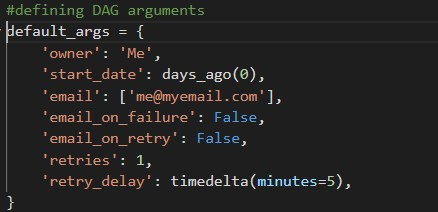 #defining DAG arguments
default_args = {
    'owner': 'Me',
    'start_date': days_ago(0),
    'email': ['me@myemail.com'],
    'email_on_failure': False,
    'email_on_retry': False,
    'retries': 1,
    'retry_delay': timedelta(minutes=5),
}